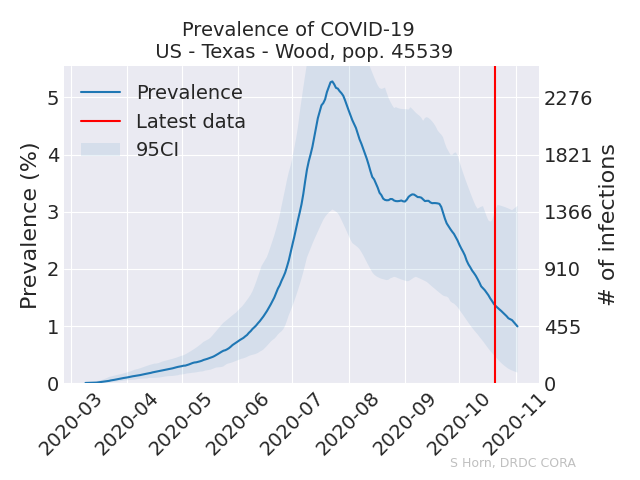 Prevalence of COVID-19
US - Texas - Wood, pop. 45539
Prevalence
Latest data
95CI
Prevalence (%)
5
4
3
2
1
0
2276
1821
1366
910
455
0
# of infections
2020-03
2020-04
2020-05
2020-06
2020-07
2020-08
2020-09
2020-10
2020-11
S Horn, DRDC CORA